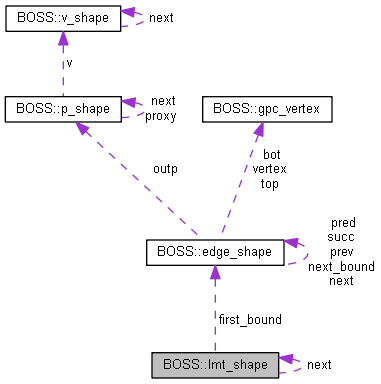 BOSS::v_shape
next
v
BOSS::p_shape
next
proxy
BOSS::gpc_vertex
outp
bot
vertex
top
BOSS::edge_shape
pred
succ
prev
next_bound
next
first_bound
BOSS::lmt_shape
next